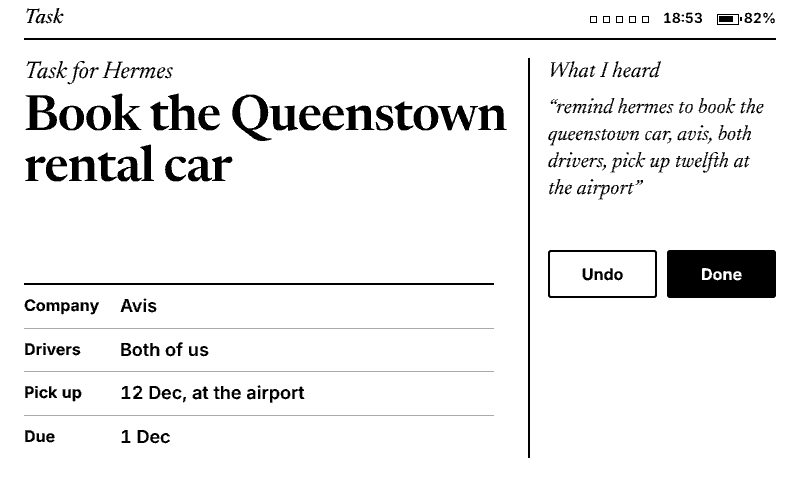 Task
18:53 82%
Task for Hermes
Book the Queenstown
rental car
Company Avis
Drivers Both of us
Pick up 12 Dec, at the airport
Due 1 Dec
What I heard
“remind hermes to book the
queenstown car, avis, both
drivers, pick up twelfth at
the airport”
Undo Done